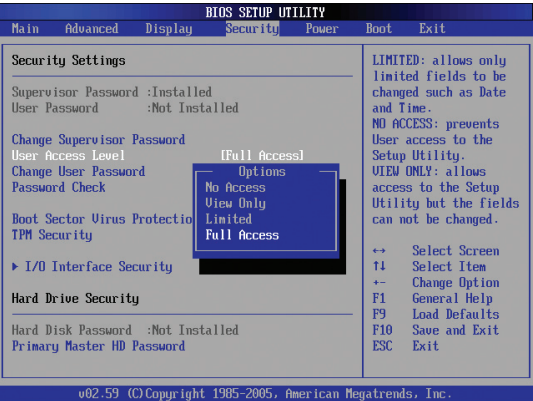 BIOS SETUP UTILITY
Main Advanced Display Security Power Boot Exit
Security Settings
Supervisor Password :Installed
User Password :Not Installed
Change Supervisor Password
User Access Level [Full Access]
Change User Password
Password Check
Boot Sector Virus Protectio
TPM Security
▶ I/O Interface Security
Hard Drive Security
Hard Disk Password :Not Installed
Primary Master HD Password
Options
No Access
View Only
Limited
Full Access
LIMITED: allows only
limited fields to be
changed such as Date
and Time.
NO ACCESS: prevents
User access to the
Setup Utility.
VIEW ONLY: allows
access to the Setup
Utility but the fields
can not be changed.
↔ Select Screen
↑↓ Select Item
+- Change Option
F1 General Help
F9 Load Defaults
F10 Save and Exit
ESC Exit
v02.59 (C)Copyright 1985-2005, American Megatrends, Inc.